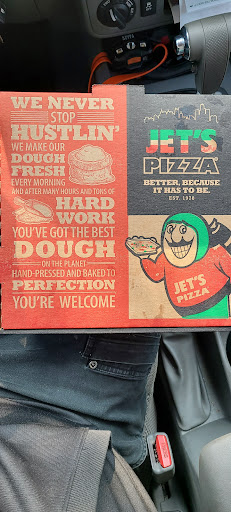 WE NEVER
STOP
HUSTLIN'
WE MAKE OUR
DOUGH
FRESH
EVERY MORNING
AND AFTER MANY HOURS AND TONS OF
HARD
WORK
YOU'VE GOT THE BEST
DOUGH
ON THE PLANET
HAND-PRESSED AND BAKED TO
PERFECTION
YOU'RE WELCOME
JET'S
PIZZA
BETTER, BECAUSE
IT HAS TO BE.
EST. 1978
JET'S
PIZZA